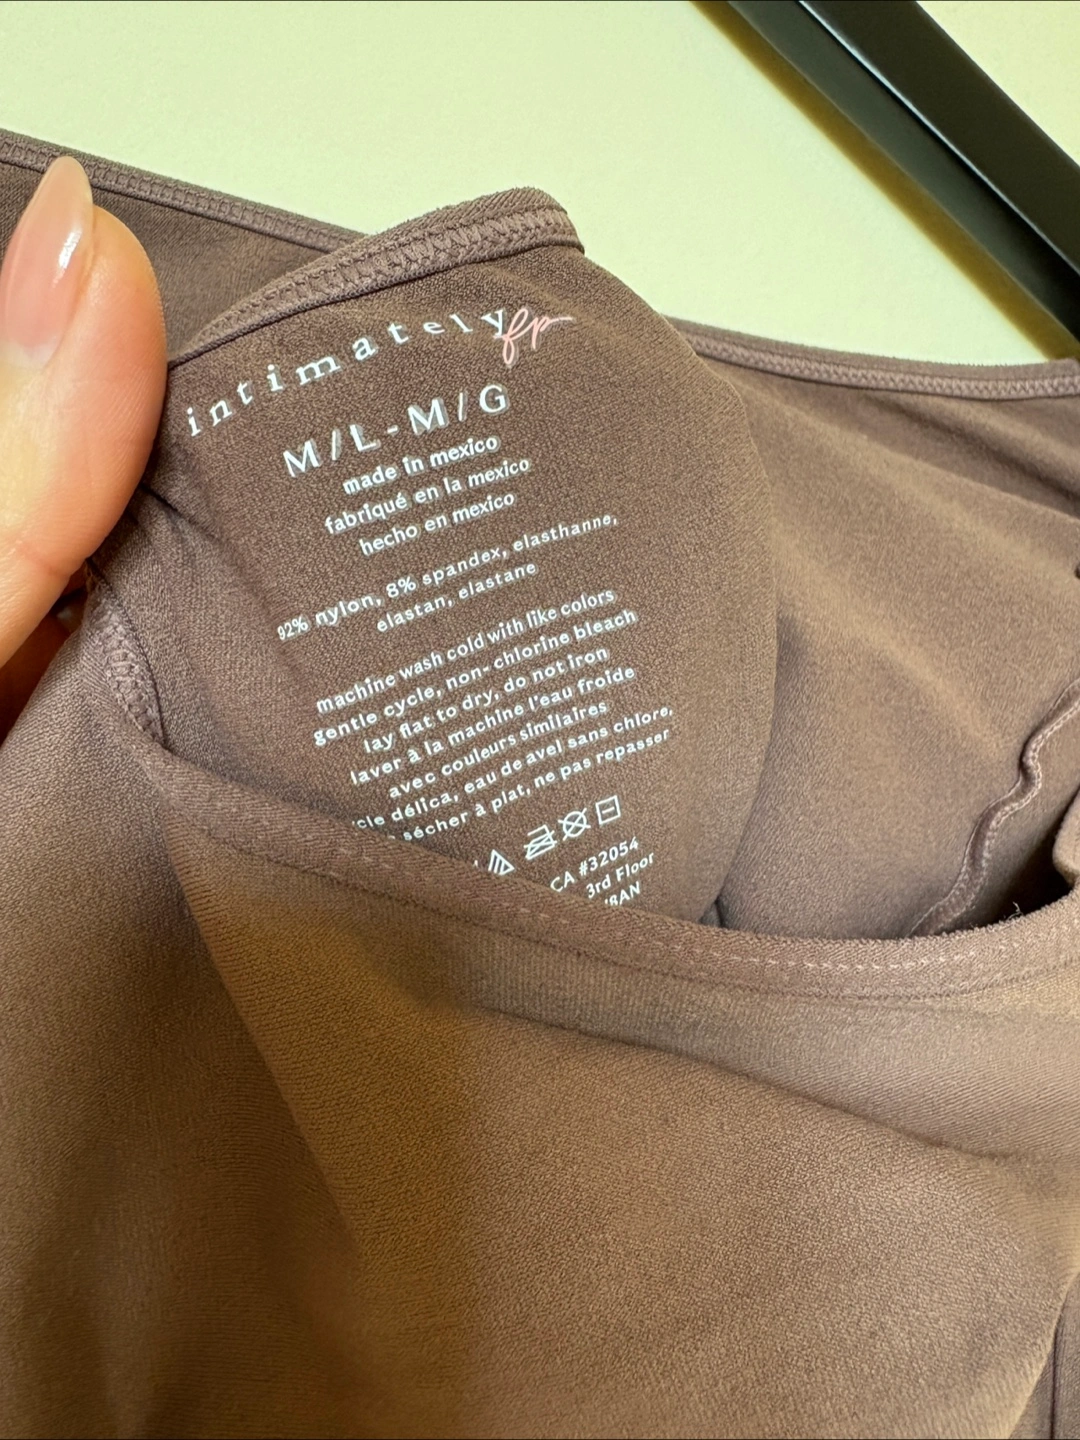 intimately fp
M/L-M/G
made in mexico
fabriqué en la mexico
hecho en mexico
92% nylon, 8% spandex, elasthanne,
elastan, elastane
machine wash cold with like colors
gentle cycle, non-chlorine bleach
lay flat to dry, do not iron
laver à la machine l'eau froide
avec couleurs similaires
délica, eau de avel sans chlore,
sécher à plat, ne pas repasser
CA #32054
3rd Floor